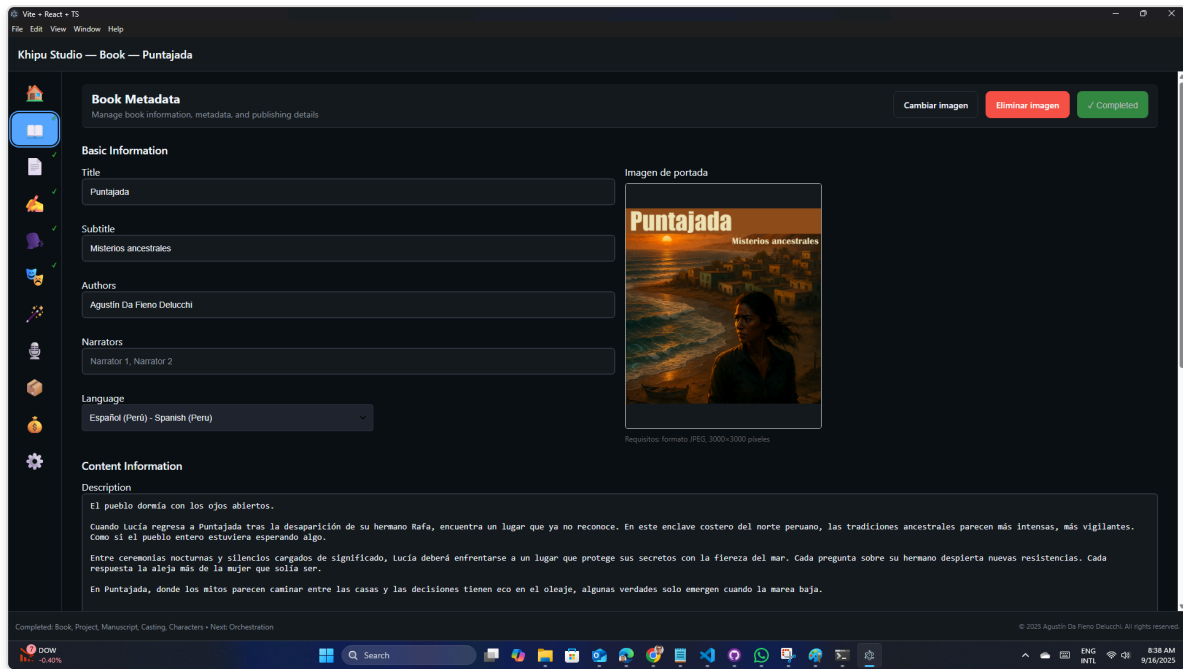 Vite + React + TS
File Edit View Window Help
Khipu Studio — Book — Puntajada
Book Metadata
Manage book information, metadata, and publishing details
Cambiar imagen
Eliminar imagen
✓ Completed
Basic Information
Title
Puntajada
Subtitle
Misterios ancestrales
Authors
Agustín Da Fieno Delucchi
Narrators
Narrator 1, Narrator 2
Language
Español (Perú) - Spanish (Peru)
Imagen de portada
Puntajada
Misterios ancestrales
Requisitos: formato JPEG, 3000×3000 píxeles
Content Information
Description
El pueblo dormía con los ojos abiertos.
Cuando Lucía regresa a Puntajada tras la desaparición de su hermano Rafa, encuentra un lugar que ya no reconoce. En este enclave costero del norte peruano, las tradiciones ancestrales parecen más intensas, más vigilantes.
Como si el pueblo entero estuviera esperando algo.
Entre ceremonias nocturnas y silencios cargados de significado, Lucía deberá enfrentarse a un lugar que protege sus secretos con la fiereza del mar. Cada pregunta sobre su hermano despierta nuevas resistencias. Cada
respuesta la aleja más de la mujer que solía ser.
En Puntajada, donde los mitos parecen caminar entre las casas y las decisiones tienen eco en el oleaje, algunas verdades solo emergen cuando la marea baja.
Completed: Book, Project, Manuscript, Casting, Characters • Next: Orchestration
© 2025 Agustín Da Fieno Delucchi. All rights reserved.
7
DOW
-0.40%
Search
ENG
INTL
8:38 AM
9/16/2025